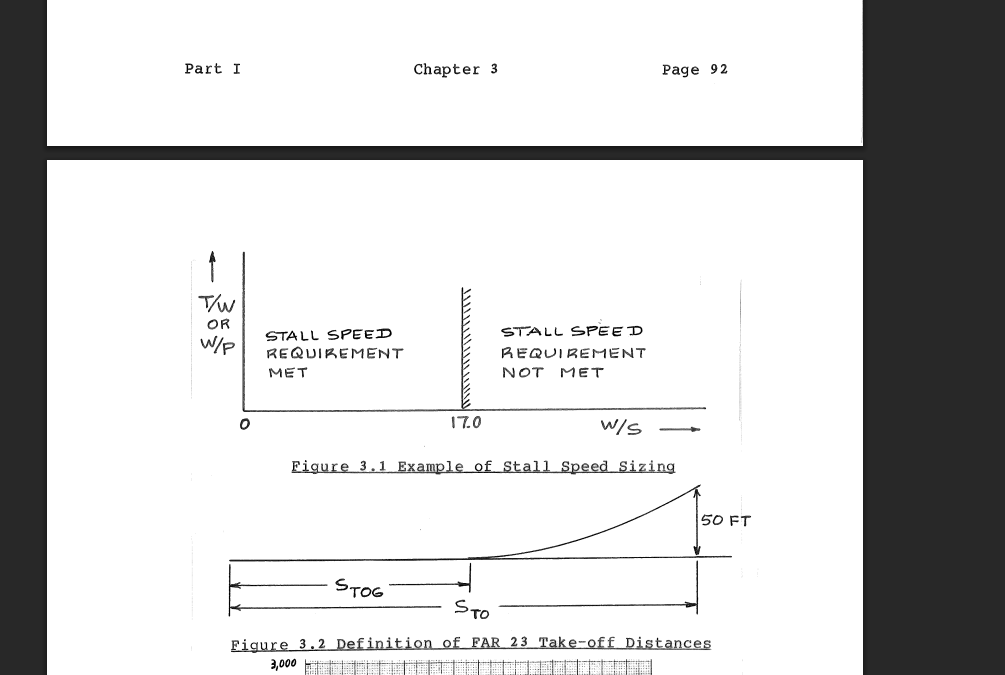 Part I Chapter 3 Page 92
T/W
OR
W/P
STALL SPEED
REQUIREMENT
MET
STALL SPEED
REQUIREMENT
NOT MET
0
17.0
W/S
Figure 3.1 Example of Stall Speed Sizing
50 FT
STOG
STO
Figure 3.2 Definition of FAR 23 Take-off Distances
3,000